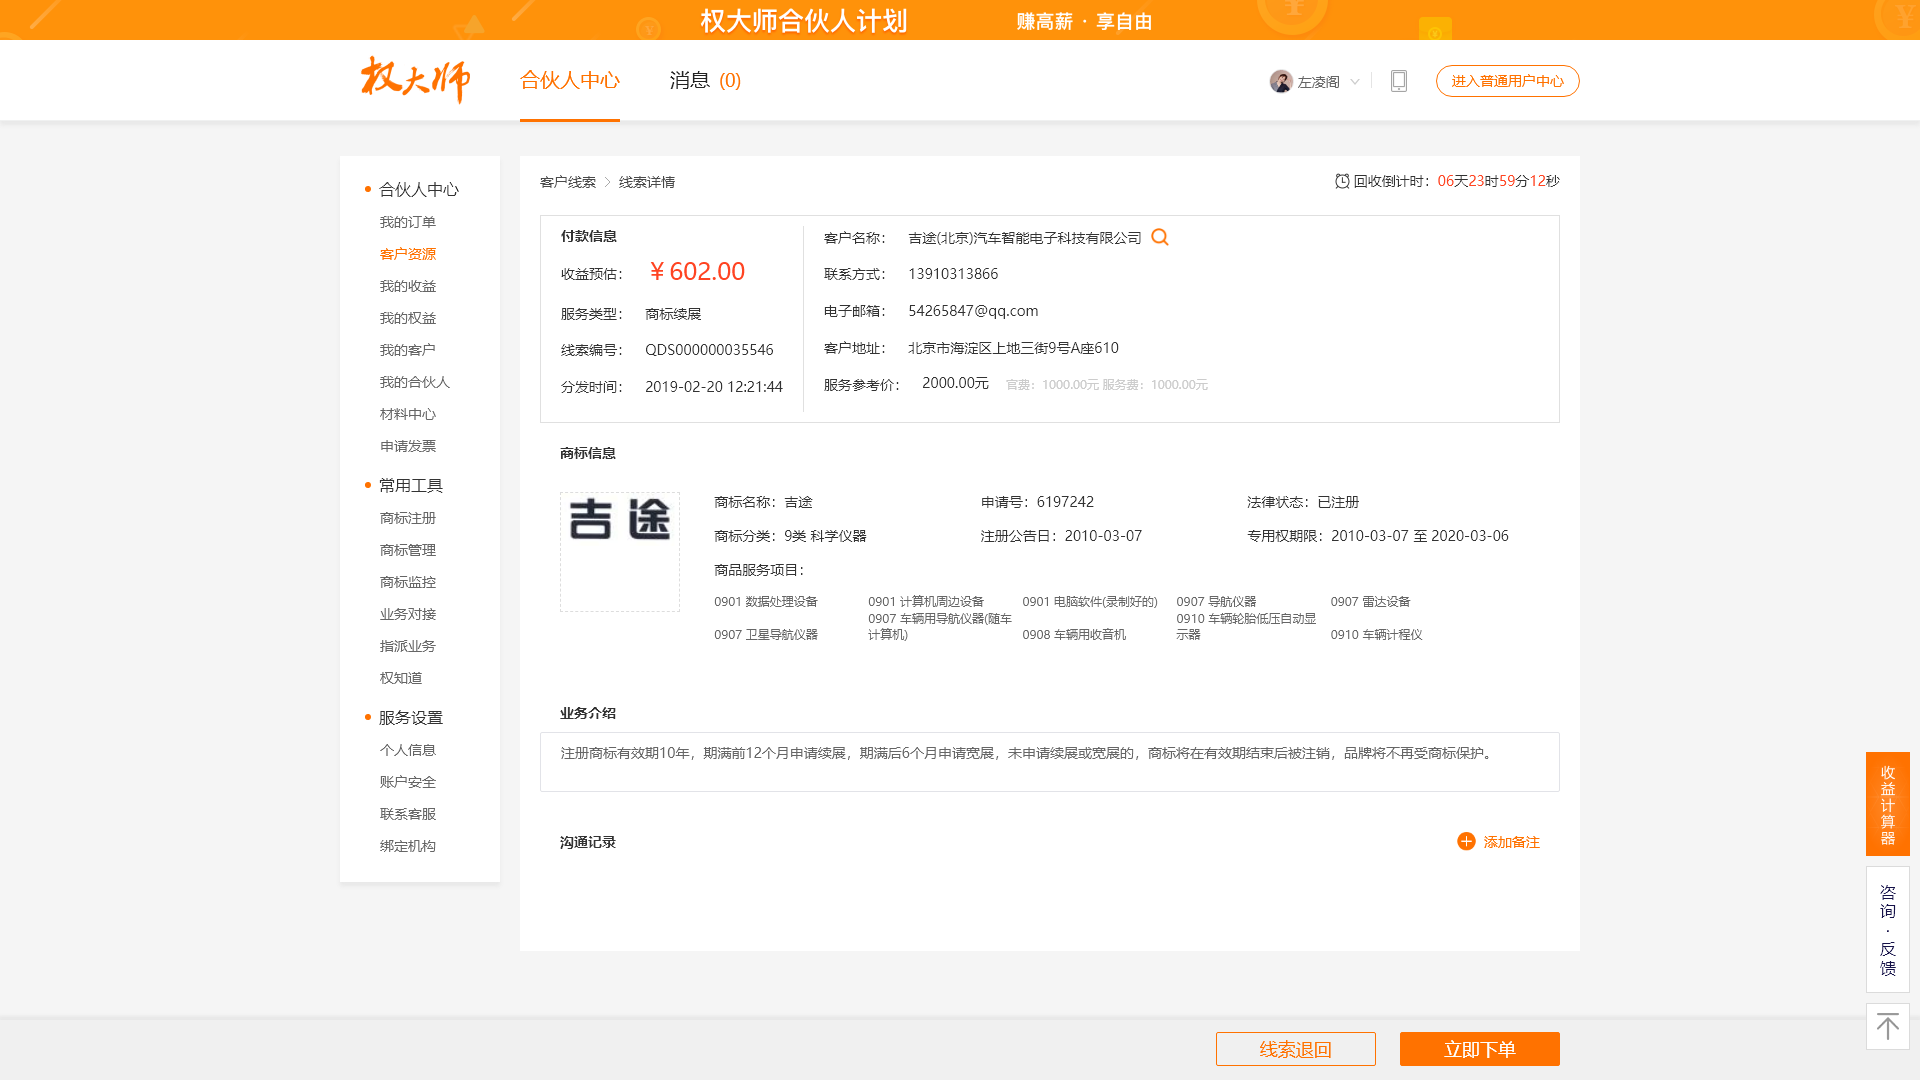 权大师合伙人计划 赚高薪 · 享自由
权大师 合伙人中心 消息 (0) 左凌阁 进入普通用户中心
合伙人中心
我的订单
客户资源
我的收益
我的权益
我的客户
我的合伙人
材料中心
申请发票
常用工具
商标注册
商标管理
商标监控
业务对接
指派业务
权知道
服务设置
个人信息
账户安全
联系客服
绑定机构
客户线索 > 线索详情
回收倒计时：06天23时59分12秒
付款信息
收益预估： ￥602.00
服务类型： 商标续展
线索编号： QDS000000035546
分发时间： 2019-02-20 12:21:44
客户名称： 吉途(北京)汽车智能电子科技有限公司
联系方式： 13910313866
电子邮箱： 54265847@qq.com
客户地址： 北京市海淀区上地三街9号A座610
服务参考价： 2000.00元 官费：1000.00元 服务费：1000.00元
商标信息
吉途
商标名称：吉途 申请号：6197242 法律状态：已注册
商标分类：9类 科学仪器 注册公告日：2010-03-07 专用权期限：2010-03-07 至 2020-03-06
商品服务项目：
0901 数据处理设备 0901 计算机周边设备 0901 电脑软件(录制好的) 0907 导航仪器 0907 雷达设备
0907 卫星导航仪器 0907 车辆用导航仪器(随车计算机) 0908 车辆用收音机 0910 车辆轮胎低压自动显示器 0910 车辆计程仪
业务介绍
注册商标有效期10年，期满前12个月申请续展，期满后6个月申请宽展，未申请续展或宽展的，商标将在有效期结束后被注销，品牌将不再受商标保护。
沟通记录
添加备注
收益计算器
咨询·反馈
线索退回 立即下单